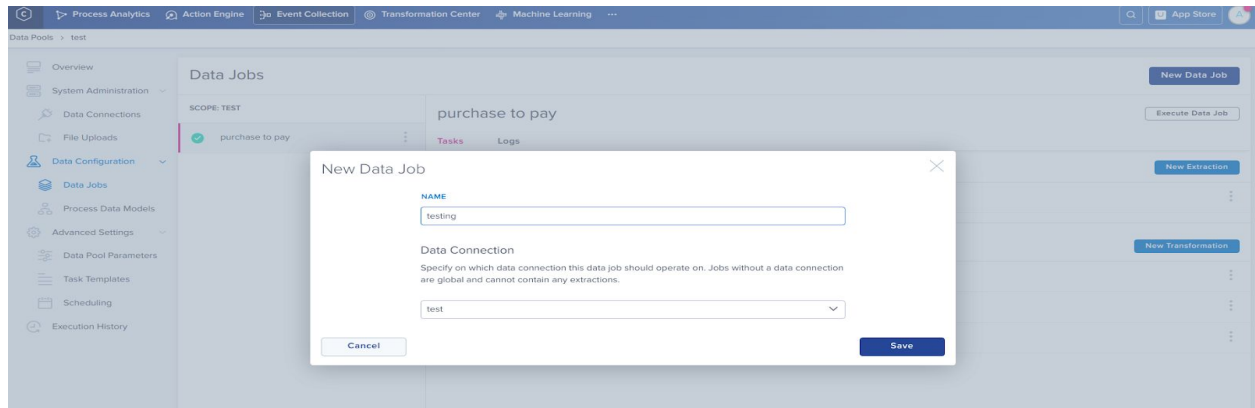 Process Analytics
Action Engine
Event Collection
Transformation Center
Machine Learning
App Store
A
Data Pools > test
Overview
System Administration
Data Connections
File Uploads
Data Configuration
Data Jobs
Process Data Models
Advanced Settings
Data Pool Parameters
Task Templates
Scheduling
Execution History
Data Jobs
New Data Job
SCOPE: TEST
purchase to pay
purchase to pay
Execute Data Job
Tasks Logs
New Extraction
New Transformation
New Data Job
NAME
testing
Data Connection
Specify on which data connection this data job should operate on. Jobs without a data connection
are global and cannot contain any extractions.
test
Cancel
Save